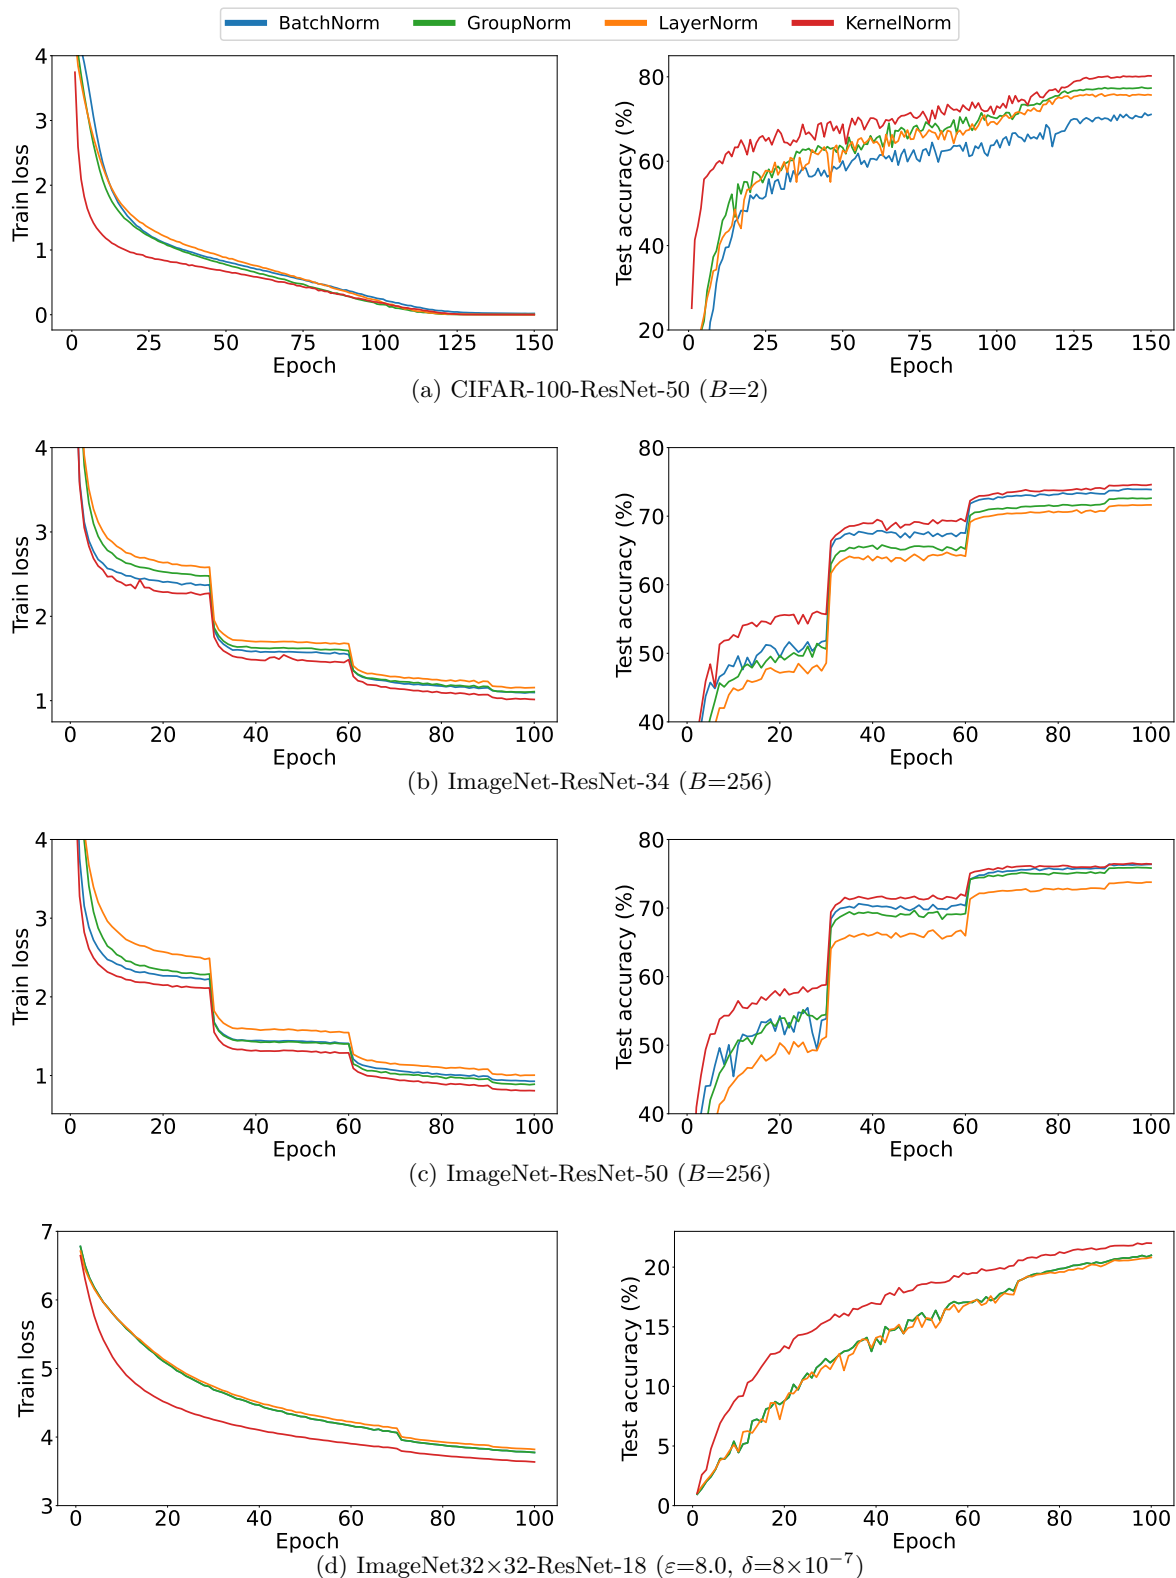 BatchNorm GroupNorm LayerNorm KernelNorm
4
3
2
1
0
Train loss
0 25 50 75 100 125 150
Epoch
80
60
40
20
Test accuracy (%)
0 25 50 75 100 125 150
Epoch
(a) CIFAR-100-ResNet-50 (B=2)
4
3
2
1
Train loss
0 20 40 60 80 100
Epoch
80
70
60
50
40
Test accuracy (%)
0 20 40 60 80 100
Epoch
(b) ImageNet-ResNet-34 (B=256)
4
3
2
1
Train loss
0 20 40 60 80 100
Epoch
80
70
60
50
40
Test accuracy (%)
0 20 40 60 80 100
Epoch
(c) ImageNet-ResNet-50 (B=256)
7
6
5
4
3
Train loss
0 20 40 60 80 100
Epoch
20
15
10
5
0
Test accuracy (%)
0 20 40 60 80 100
Epoch
(d) ImageNet32×32-ResNet-18 (ε=8.0, δ=8×10⁻⁷)